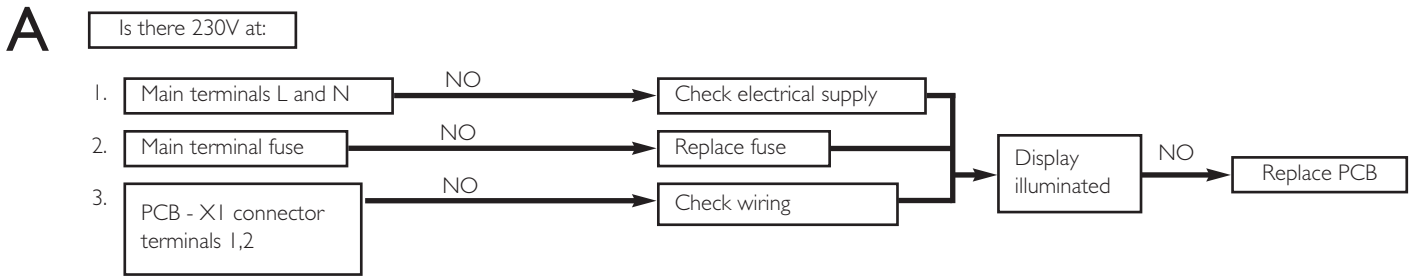 A
Is there 230V at:
1. Main terminals L and N
NO
Check electrical supply
2. Main terminal fuse
NO
Replace fuse
3. PCB - X1 connector
terminals 1,2
NO
Check wiring
Display
illuminated
NO
Replace PCB